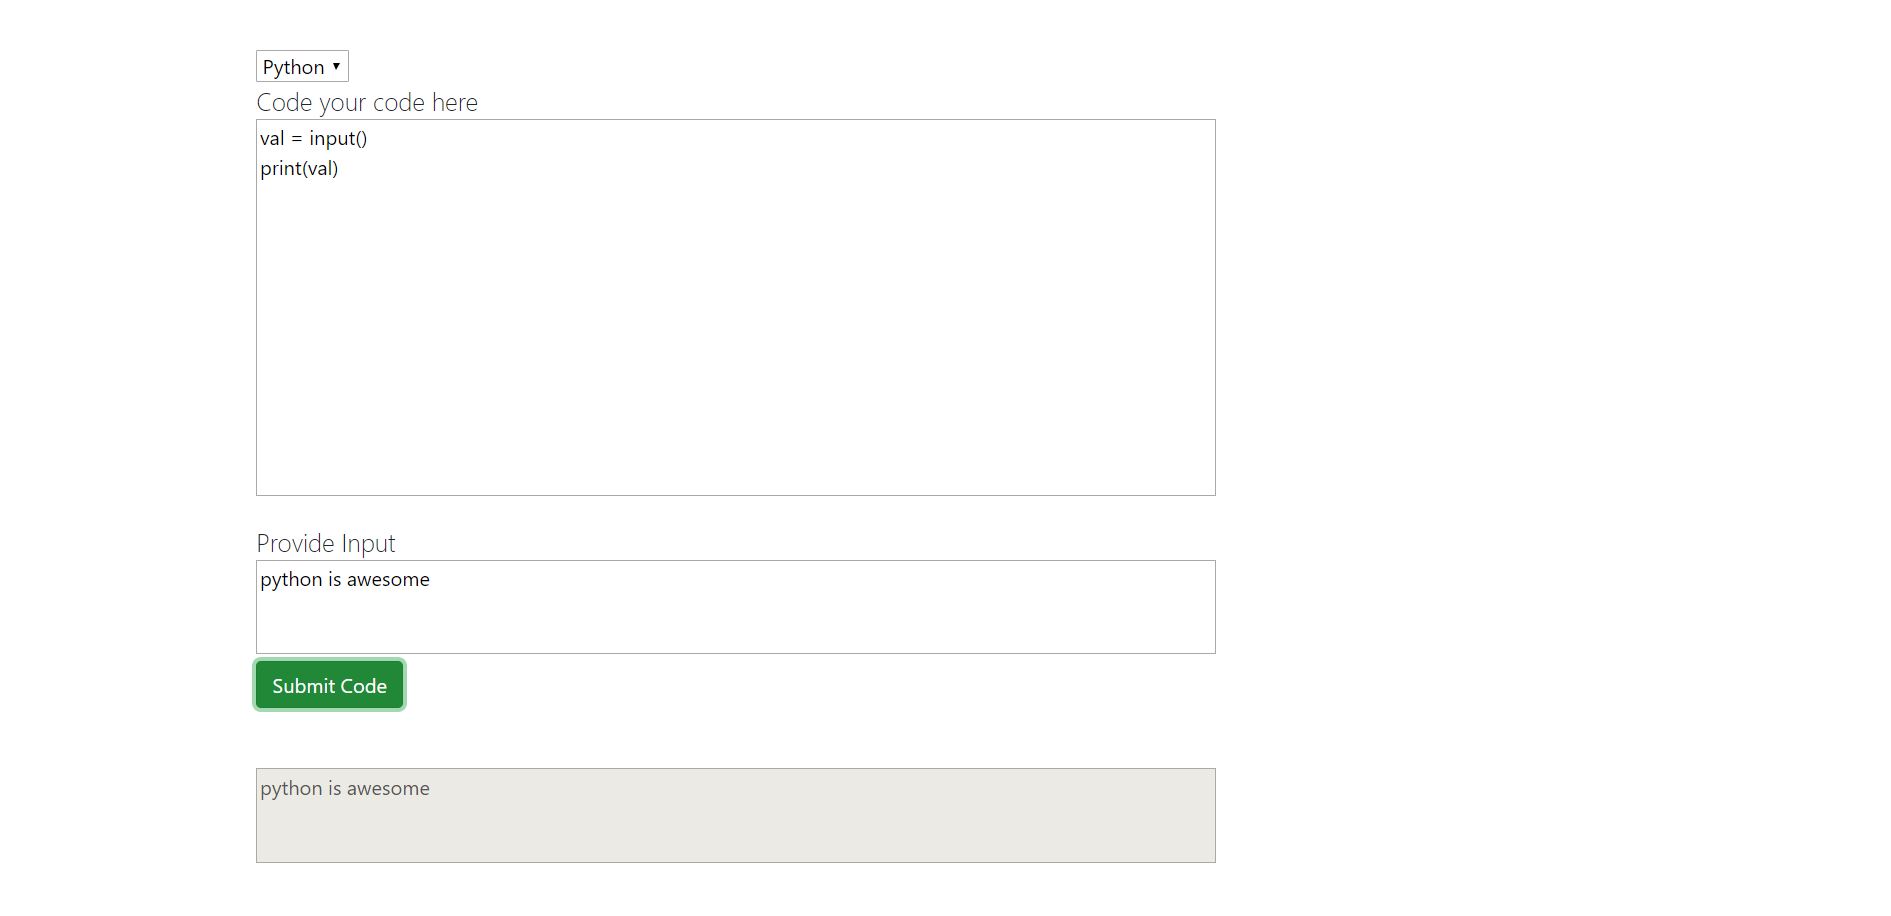 Python
Code your code here
val = input()
print(val)
Provide Input
python is awesome
Submit Code
python is awesome